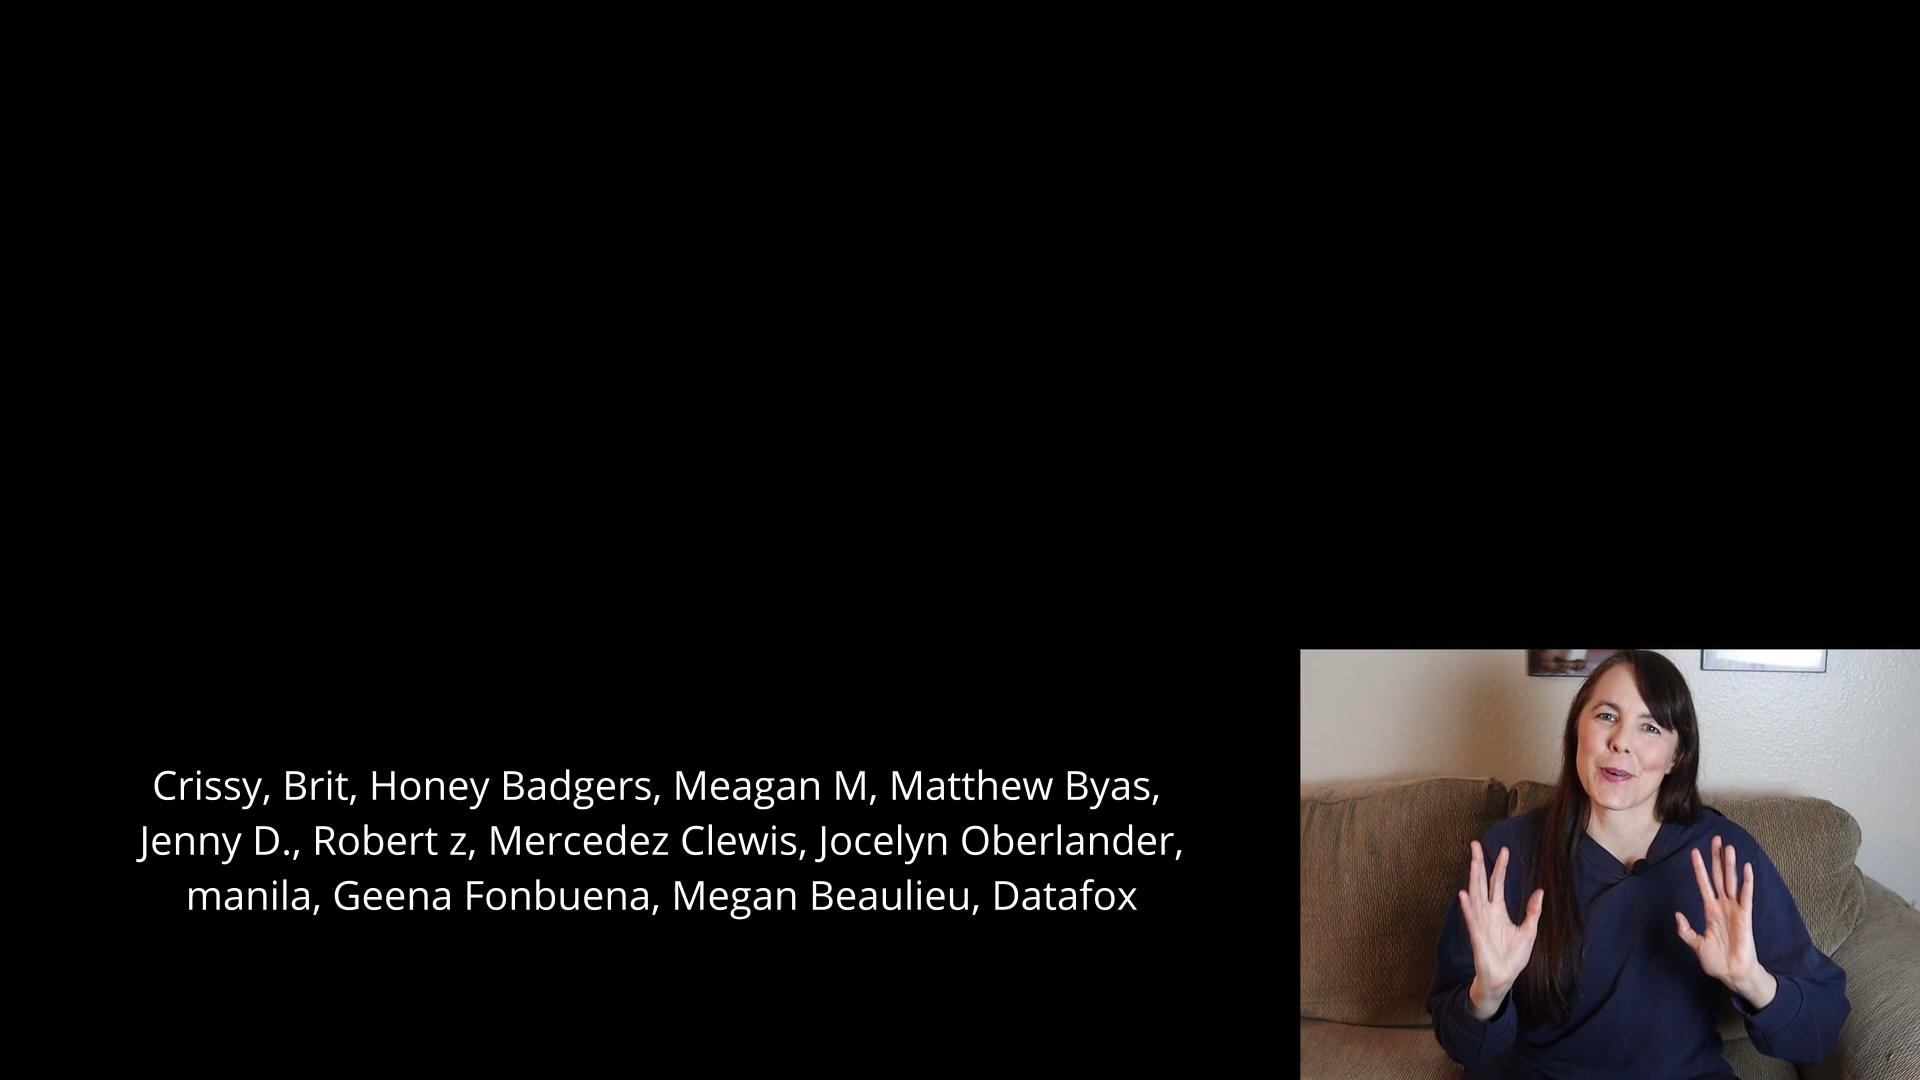 Crissy, Brit, Honey Badgers, Meagan M, Matthew Byas,
Jenny D., Robert z, Mercedez Clewis, Jocelyn Oberlander,
manila, Geena Fonbuena, Megan Beaulieu, Datafox